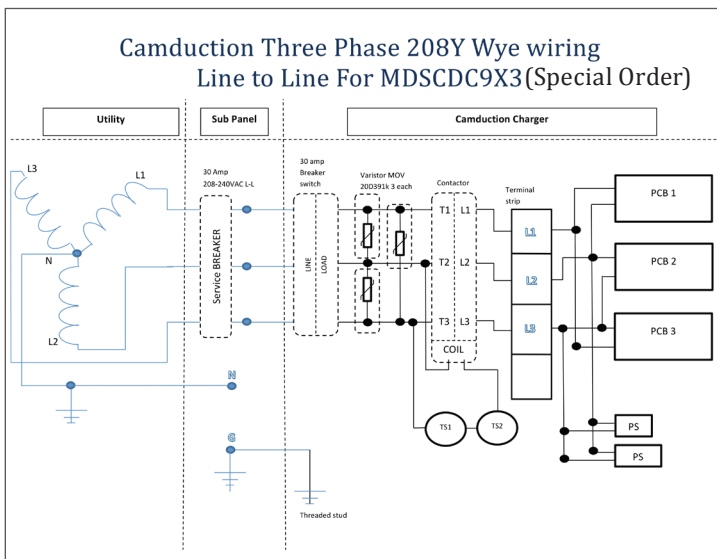 Camduction Three Phase 208Y Wye wiring
Line to Line For MDSCDC9X3(Special Order)
Utility
Sub Panel
Camduction Charger
L3
L1
N
L2
30 Amp
208-240VAC L-L
Service BREAKER
N
G
30 amp
Breaker
switch
LINE
LOAD
Threaded stud
Varistor MOV
20D391k 3 each
Contactor
T1 L1
T2 L2
T3 L3
COIL
TS1
TS2
Terminal
strip
L1
L2
L3
PCB 1
PCB 2
PCB 3
PS
PS